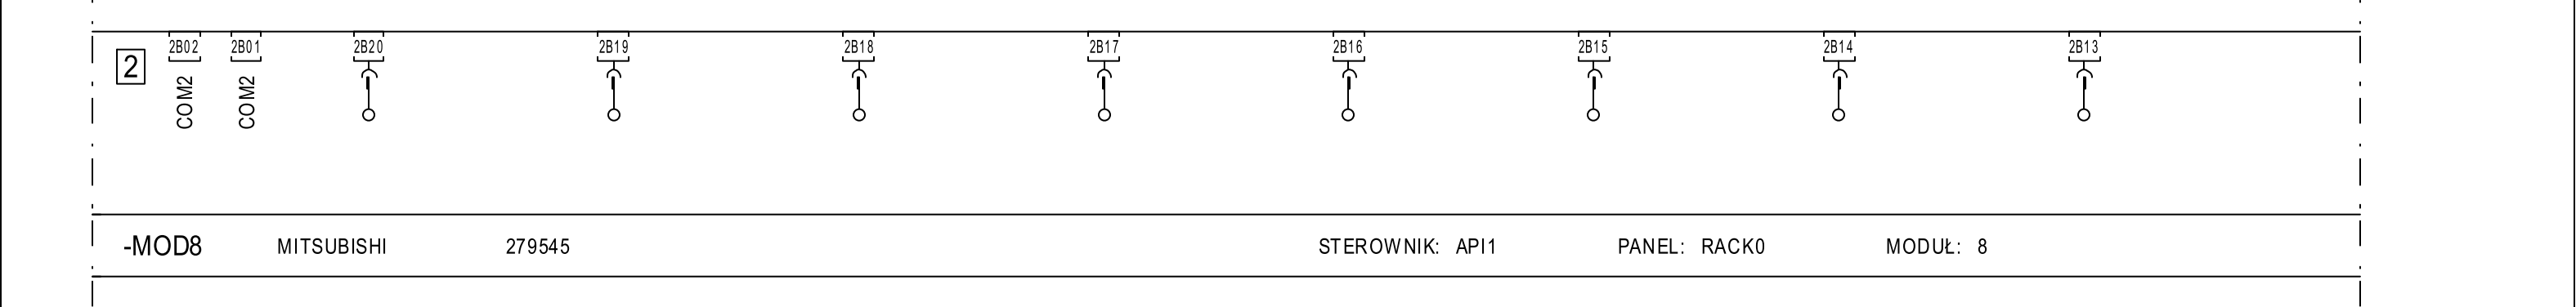 2B02 2B01 2B20 2B19 2B18 2B17 2B16 2B15 2B14 2B13
2
COM2 COM2
-MOD8 MITSUBISHI 279545 STEROWNIK: API1 PANEL: RACK0 MODUŁ: 8